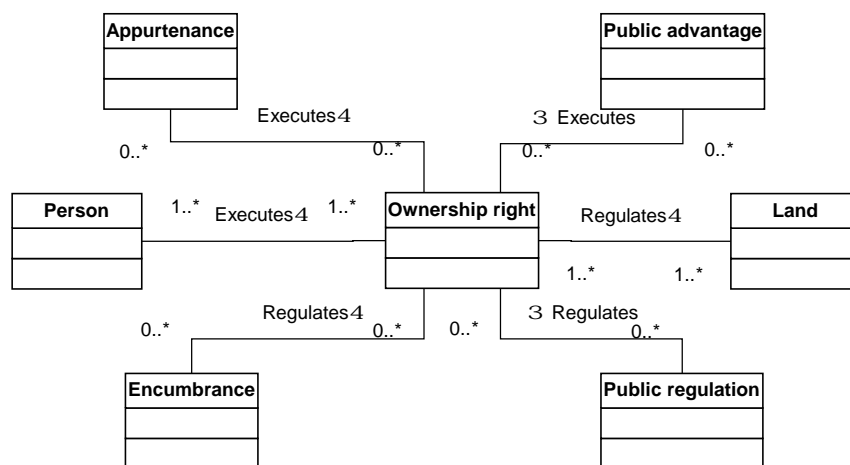 Appurtenance
Public advantage
Executes4
3 Executes
0..*
0..*
0..*
0..*
Person
1..*
Executes4
1..*
Ownership right
Regulates4
Land
1..*
1..*
Regulates4
3 Regulates
0..*
0..*
0..*
0..*
Encumbrance
Public regulation